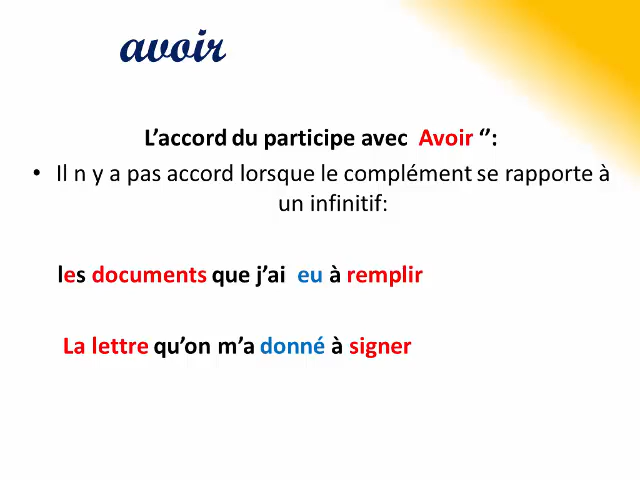 avoir
L’accord du participe avec Avoir ‘’:
• Il n y a pas accord lorsque le complément se rapporte à
un infinitif:
les documents que j’ai eu à remplir
La lettre qu’on m’a donné à signer